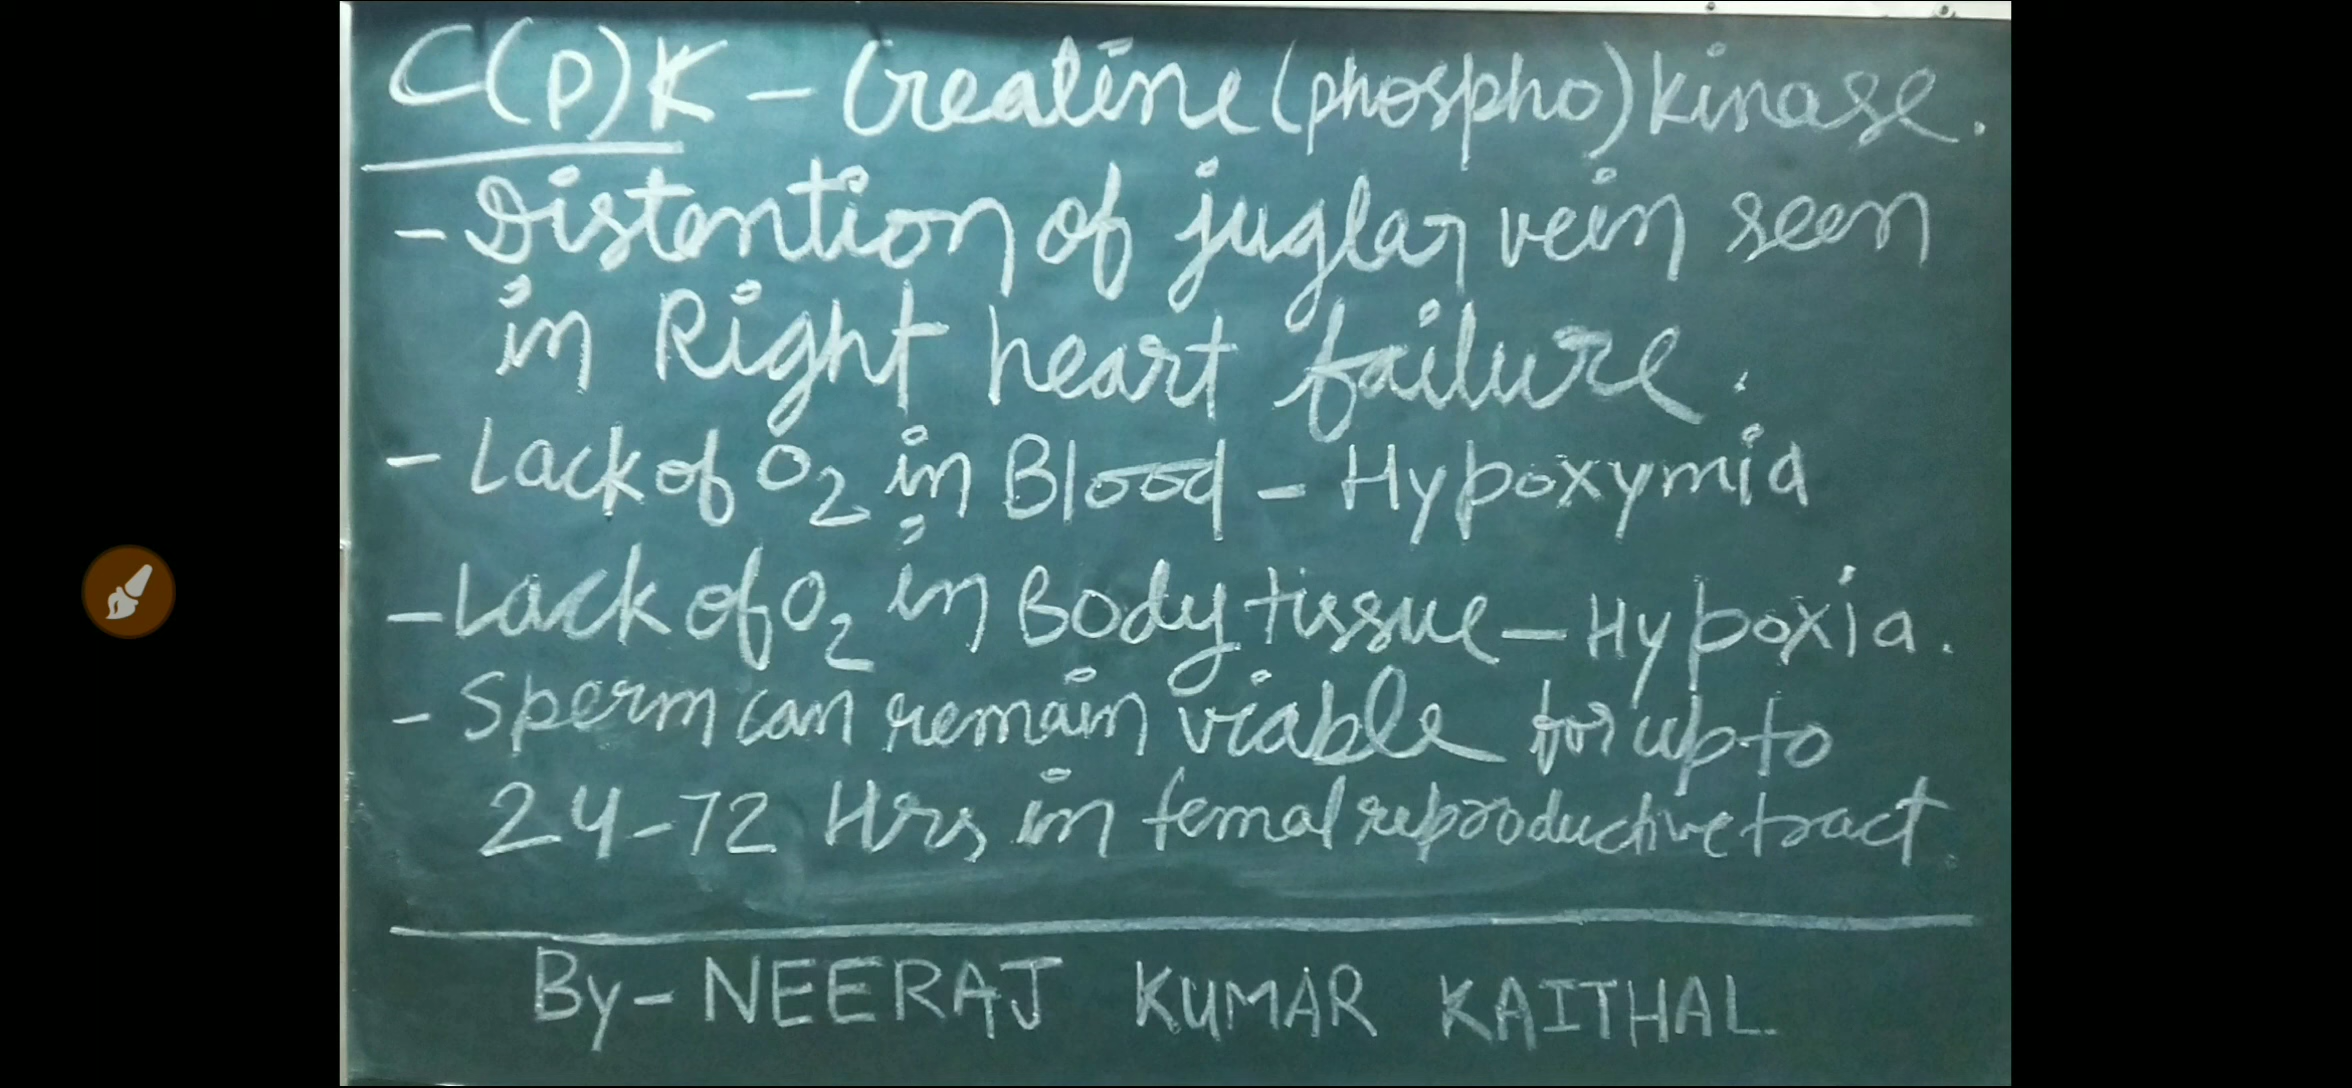 C(P)K - Creatine (phospho) kinase.
- Distention of juglar vein seen
in Right heart failure.
- Lack of O₂ in Blood - Hypoxymia
- Lack of O₂ in Body tissue - Hypoxia.
- Sperm can remain viable for upto
24-72 Hrs in femal reproductive tract.
By - NEERAJ KUMAR KAITHAL.